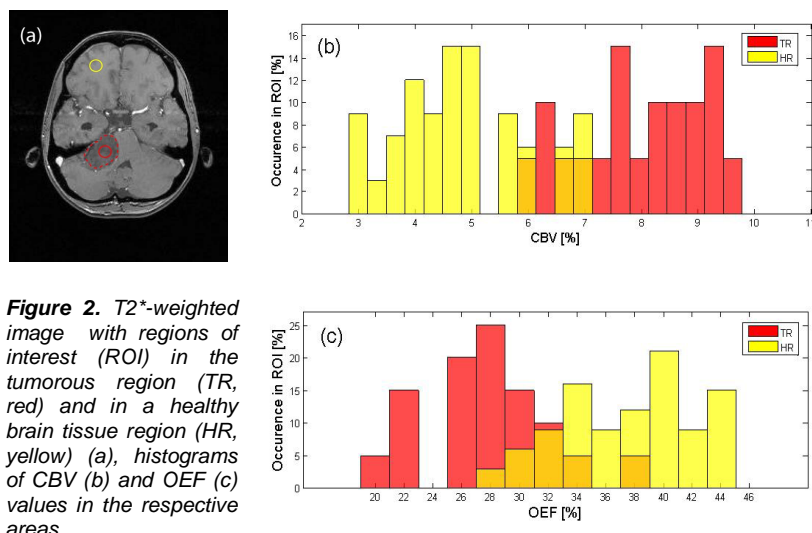 (a)
(b)
TR
HR
Occurence in ROI [%]
16
14
12
10
8
6
4
2
0
2 3 4 5 6 7 8 9 10 11
CBV [%]
Figure 2. T2*-weighted
image with regions of
interest (ROI) in the
tumorous region (TR,
red) and in a healthy
brain tissue region (HR,
yellow) (a), histograms
of CBV (b) and OEF (c)
values in the respective
areas
(c)
TR
HR
Occurence in ROI [%]
25
20
15
10
5
0
20 22 24 26 28 30 32 34 36 38 40 42 44 46
OEF [%]